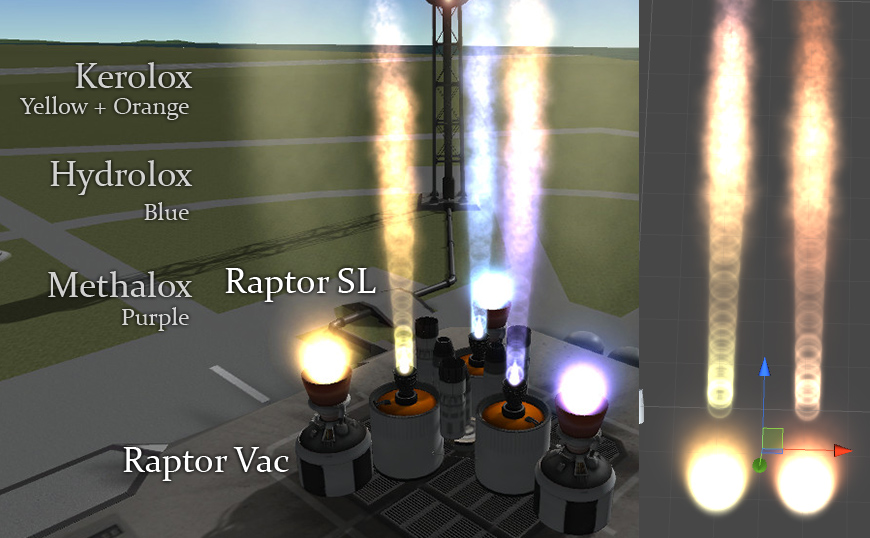 Kerolox
Yellow + Orange
Hydrolox
Blue
Methalox
Raptor SL
Purple
Raptor Vac